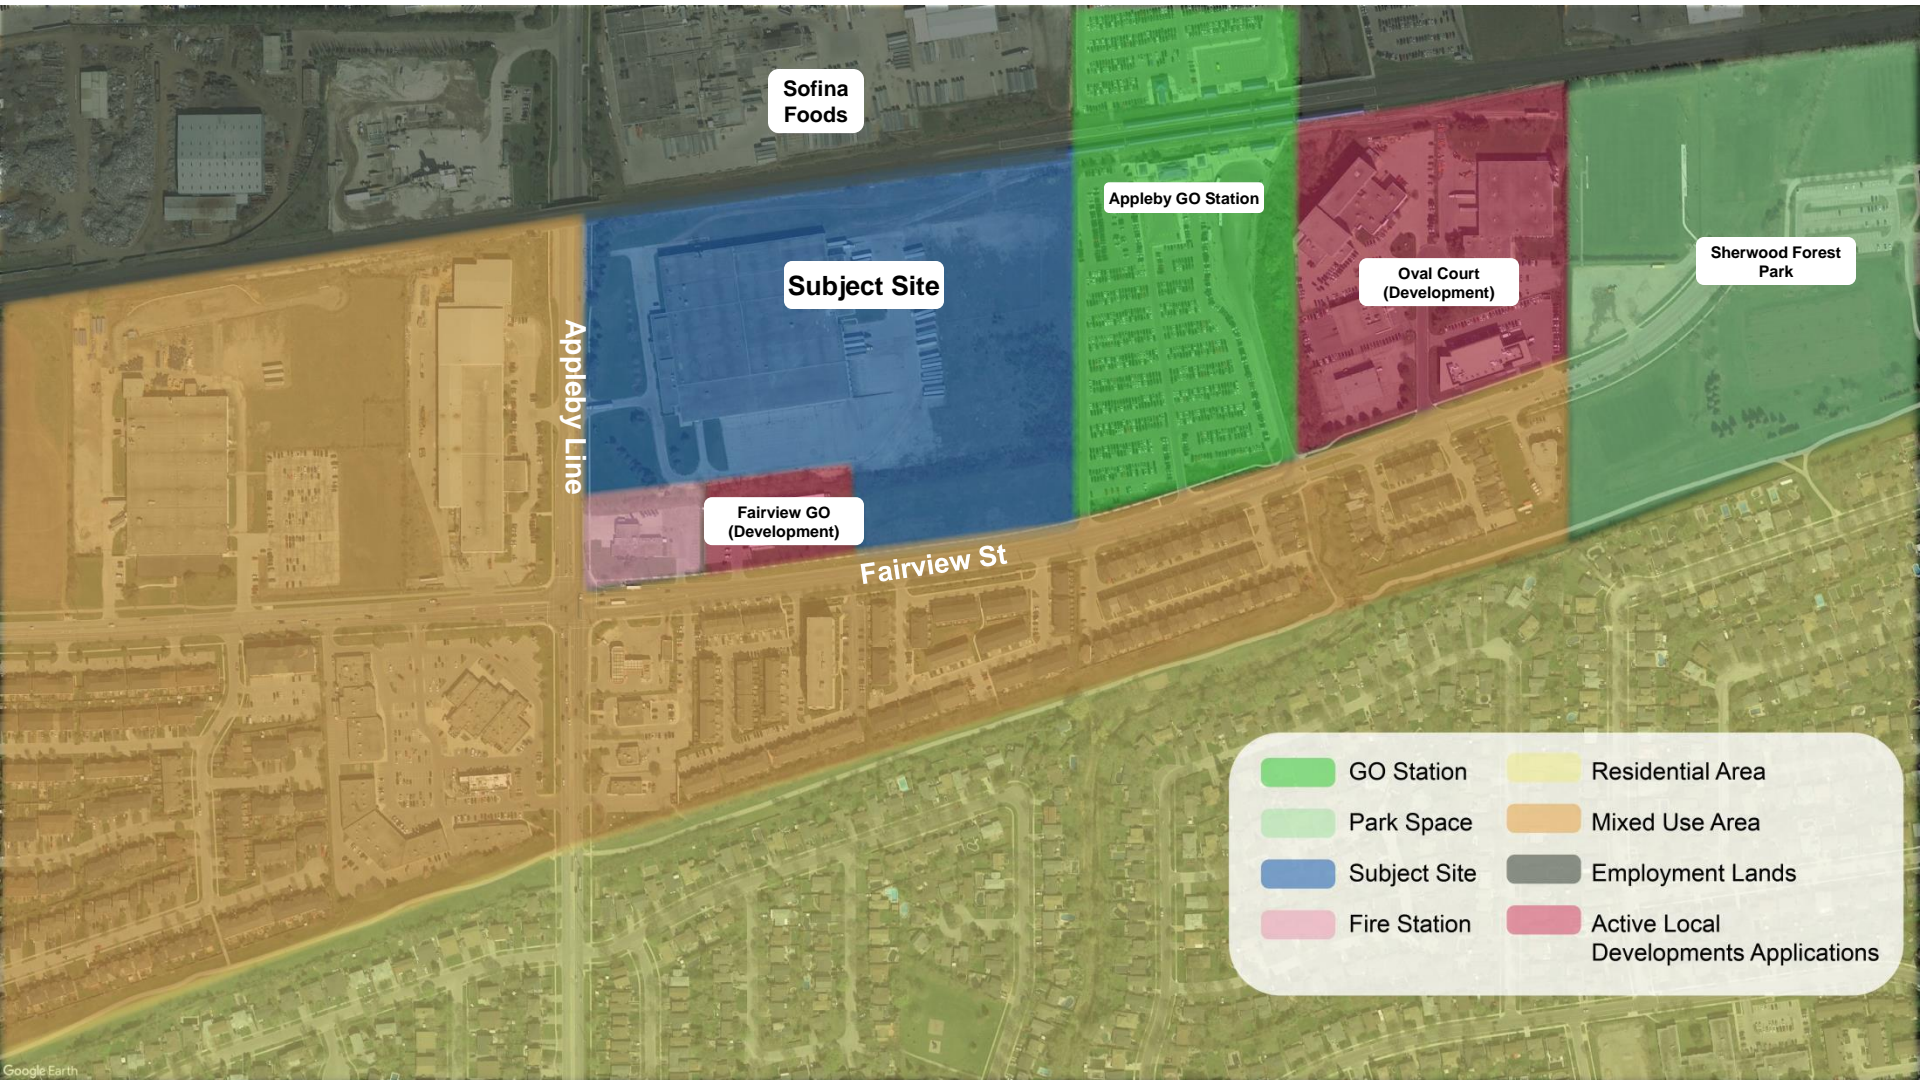 Sofina
Foods
Appleby GO Station
Subject Site
Oval Court
(Development)
Sherwood Forest
Park
Appleby Line
Fairview GO
(Development)
Fairview St
GO Station
Park Space
Subject Site
Fire Station
Residential Area
Mixed Use Area
Employment Lands
Active Local
Developments Applications
Google Earth